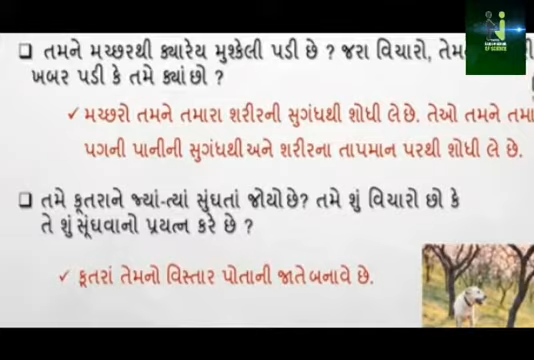 તમને મચ્છરથી ક્યારેય મુશ્કેલી પડી છે ? જરા વિચારો,
ખબર પડી કે તમે ક્યાં છો ?
મચ્છરો તમને તમારા શરીરની સુગંધથી શોધી લે છે. તેઓ તમને
પગની પાનીની સુગંધથી અને શરીરના તાપમાન પરથી શોધી લે છે.
તમે કૂતરાને જ્યાં-ત્યાં સુંઘતાં જોયો છે? તમે શું વિચારો છો કે
તે શું સૂંઘવાનો પ્રયત્ન કરે છે ?
કૂતરાં તેમનો વિસ્તાર પોતાની જાતે બનાવે છે.